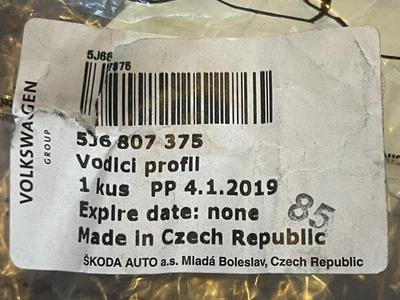 VOLKSWAGEN
GROUP
5J6 807 375
Vodicí profil
1 kus PP 4.1.2019
Expire date: none
85
Made in Czech Republic
ŠKODA AUTO a.s. Mladá Boleslav, Czech Republic